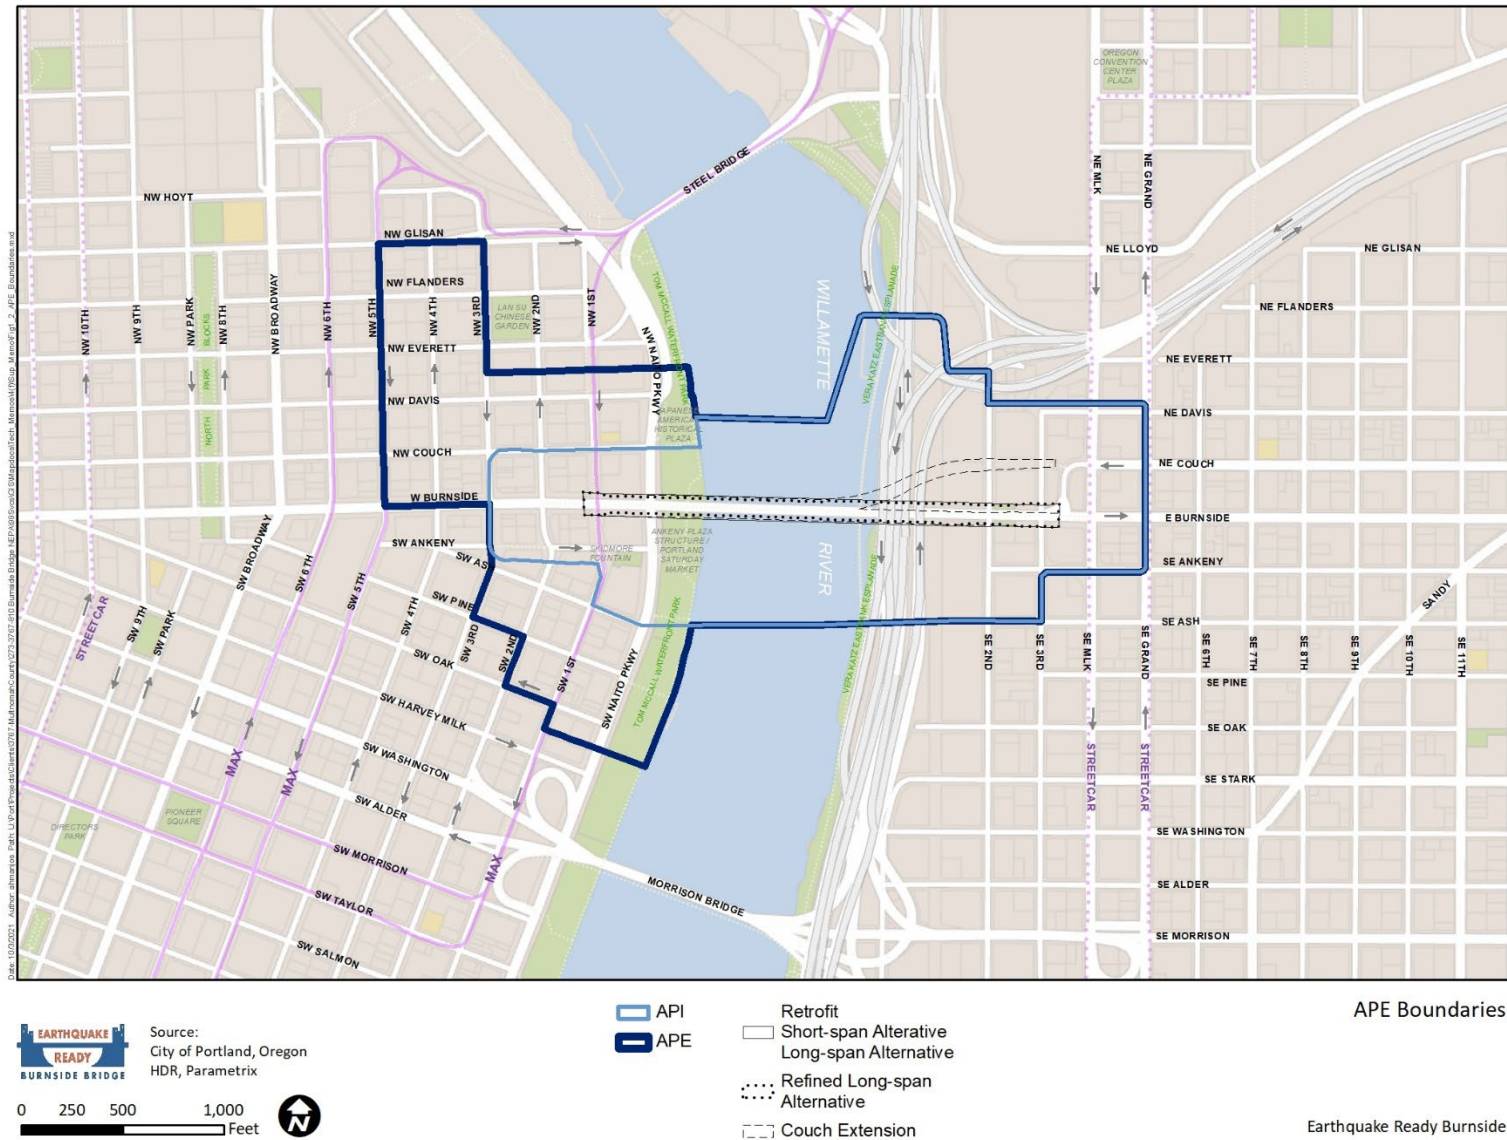 OREGON
CONVENTION
CENTER
PLAZA
STEEL BRIDGE
NE MLK
NE GRAND
NW HOYT
NW GLISAN
NE LLOYD
NE GLISAN
NW FLANDERS
NE FLANDERS
NW 10TH
NW 9TH
NW PARK
NORTH
PARK
BLOCKS
NW 8TH
NW BROADWAY
NW 6TH
NW 5TH
NW 4TH
NW 3RD
LAN SU
CHINESE
GARDEN
NW 2ND
NW 1ST
NW NAITO PKWY
TOM MCCALL WATERFRONT PARK
WILLAMETTE
RIVER
VERA KATZ EASTBANK ESPLANADE
NW EVERETT
NE EVERETT
NW DAVIS
NE DAVIS
JAPANESE
AMERICAN
HISTORICAL
PLAZA
NW COUCH
NE COUCH
W BURNSIDE
E BURNSIDE
SW ANKENY
SKIDMORE
FOUNTAIN
ANKENY PLAZA
STRUCTURE /
PORTLAND
SATURDAY
MARKET
SE ANKENY
SW BROADWAY
SW 6TH
SW 5TH
SW 4TH
SW 3RD
SW 2ND
SW 1ST
SW PINE
SW OAK
SW NAITO PKWY
TOM MCCALL WATERFRONT PARK
VERA KATZ EASTBANK ESPLANADE
SE ASH
SANDY
STREETCAR
SW 9TH
SW PARK
SE 2ND
SE 3RD
SE MLK
SE GRAND
SE 6TH
SE 7TH
SE 8TH
SE 9TH
SE 10TH
SE 11TH
SE PINE
SW HARVEY MILK
SE OAK
SW WASHINGTON
MAX
MAX
STREETCAR
STREETCAR
SE STARK
SW ALDER
PIONEER
SQUARE
DIRECTORS
PARK
SE WASHINGTON
SW MORRISON
MAX
MORRISON BRIDGE
SE ALDER
SW TAYLOR
SE MORRISON
SW SALMON
EARTHQUAKE
READY
BURNSIDE BRIDGE
Source:
City of Portland, Oregon
HDR, Parametrix
0 250 500 1,000
Feet
N
API
APE
Retrofit
Short-span Alterative
Long-span Alternative
Refined Long-span
Alternative
Couch Extension
APE Boundaries
Earthquake Ready Burnside